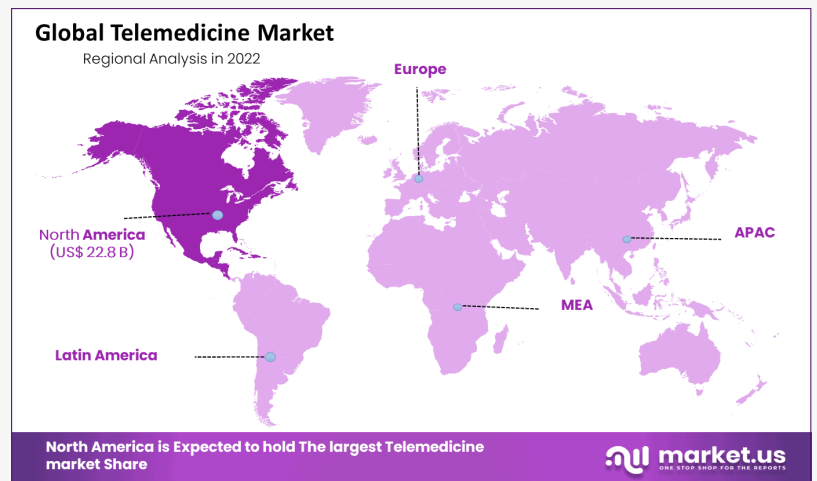 Global Telemedicine Market
Regional Analysis in 2022
Europe
North America
(US$ 22.8 B)
APAC
MEA
Latin America
North America is Expected to hold The largest Telemedicine
market Share
market.us
ONE STOP SHOP FOR THE REPORTS